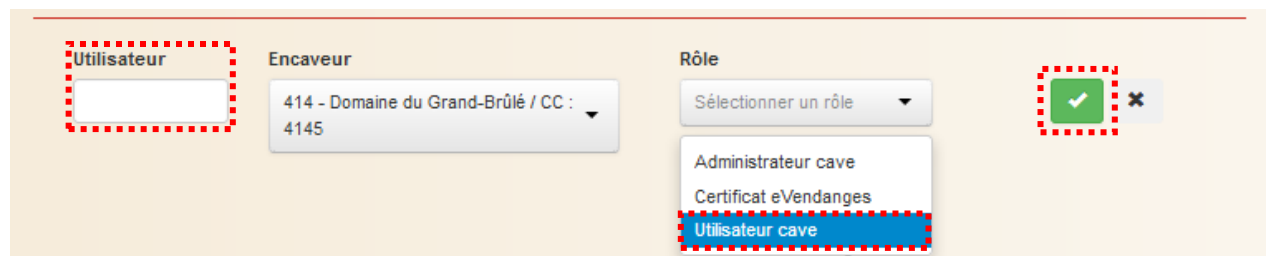 Utilisateur
Encaveur
Rôle
414 - Domaine du Grand-Brûlé / CC :
4145
Sélectionner un rôle
Administrateur cave
Certificat eVendanges
Utilisateur cave